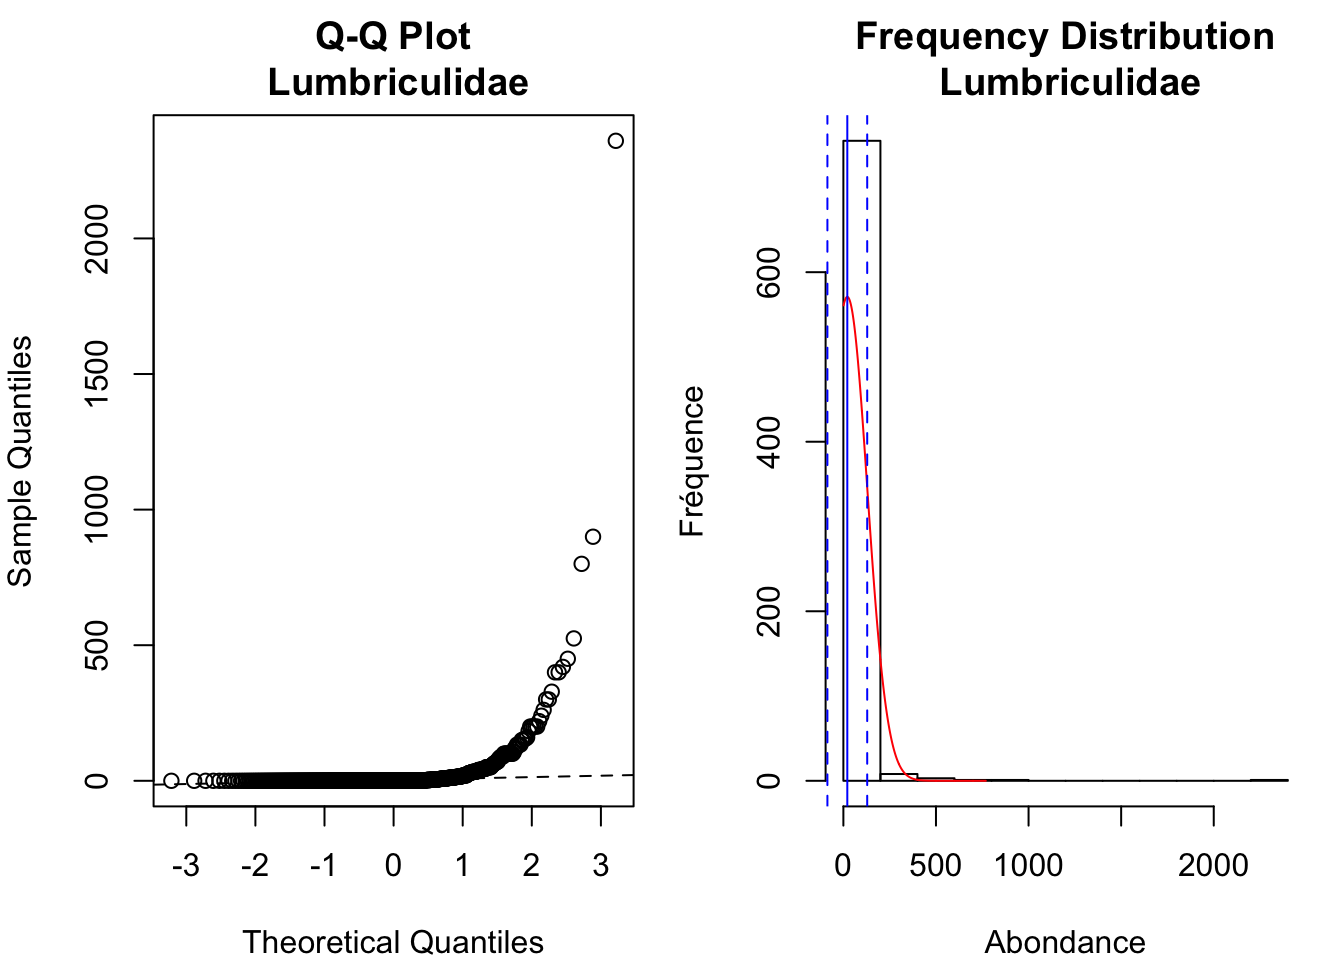 Q-Q Plot
Lumbriculidae
Sample Quantiles
0
500
1000
1500
2000
-3 -2 -1 0 1 2 3
Theoretical Quantiles
Frequency Distribution
Lumbriculidae
Fréquence
0
200
400
600
0 500 1000 2000
Abondance